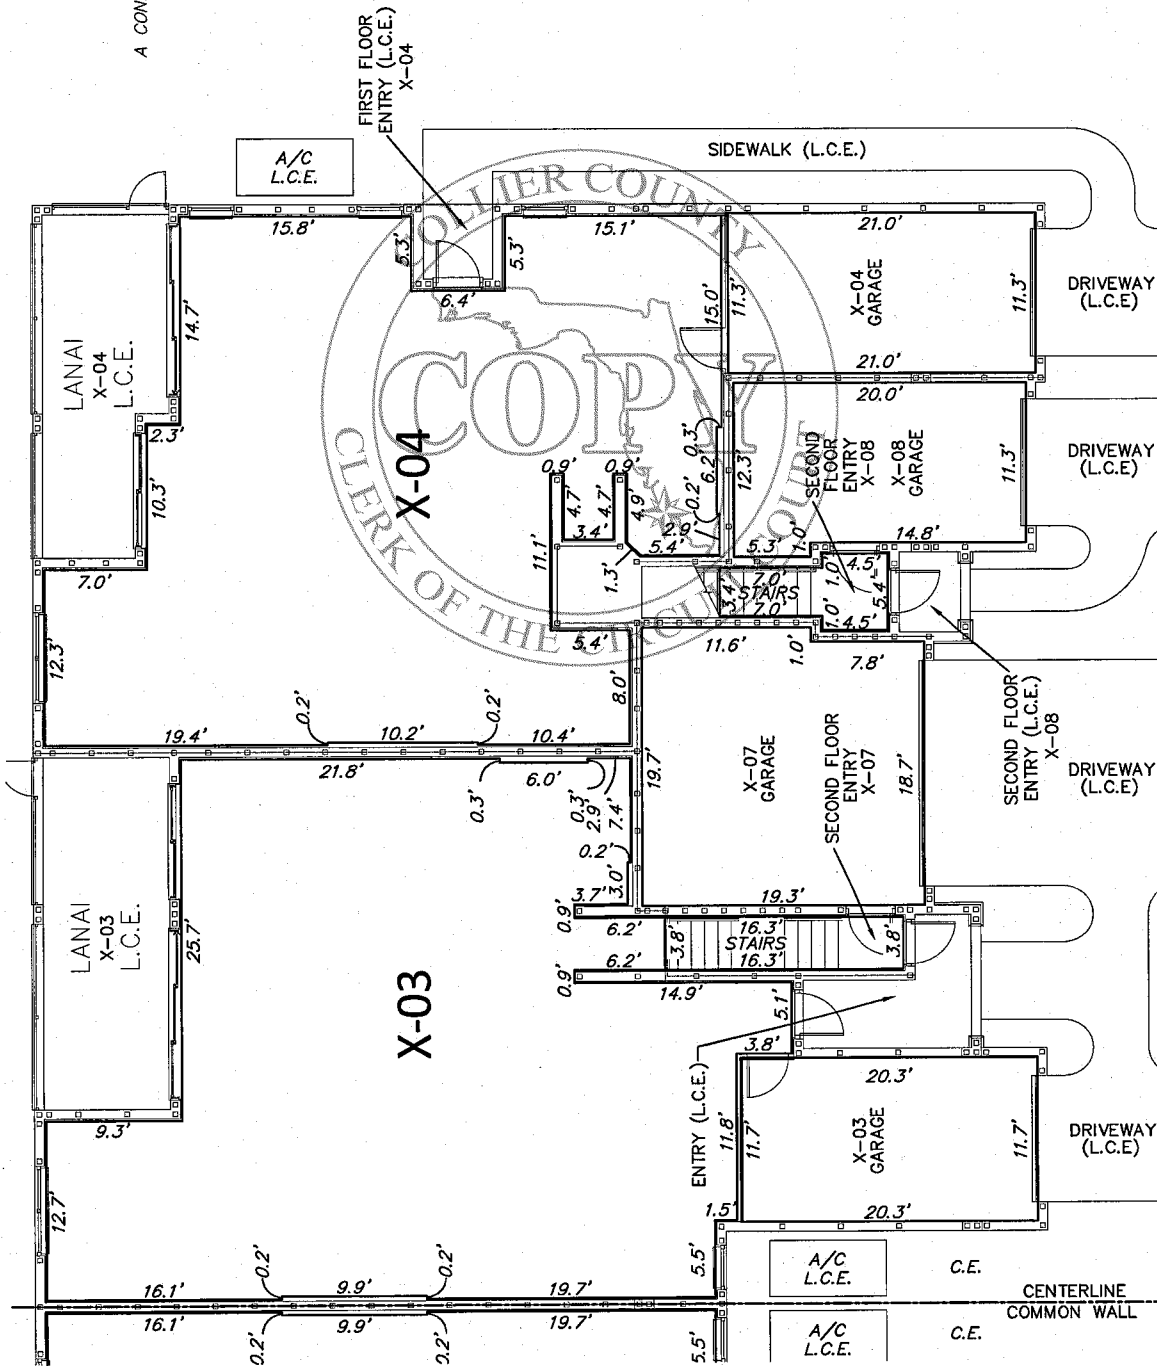 A CON
FIRST FLOOR
ENTRY (L.C.E.)
X-04
A/C
L.C.E.
SIDEWALK (L.C.E.)
COLLIER COUNTY
CLERK OF THE CIRCUIT COURT
COPY
15.8'
5.3'
5.3'
6.4'
15.1'
21.0'
LANAI
X-04
L.C.E.
14.7'
2.3'
10.3'
7.0'
12.3'
X-04
15.0'
11.3'
X-04
GARAGE
11.3'
21.0'
DRIVEWAY
(L.C.E)
20.0'
0.3'
6.2'
0.2'
2.9'
12.3'
SECOND
FLOOR
ENTRY
X-08
X-08
GARAGE
11.3'
DRIVEWAY
(L.C.E)
0.9'
0.9'
4.7'
4.7'
4.9'
3.4'
11.1'
1.3'
5.4'
5.3'
1.0'
14.8'
3.4'
7.0'
STAIRS
7.0'
1.0'
4.5'
1.0'
4.5'
5.4'
5.4'
8.0'
11.6'
1.0'
7.8'
SECOND FLOOR
ENTRY (L.C.E.)
X-08
19.4'
0.2'
10.2'
0.2'
10.4'
21.8'
0.3'
6.0'
0.3'
2.9'
7.4'
0.2'
3.0'
3.7'
19.7'
X-07
GARAGE
SECOND FLOOR
ENTRY
X-07
18.7'
DRIVEWAY
(L.C.E)
19.3'
LANAI
X-03
L.C.E.
25.7'
9.3'
12.7'
X-03
0.9'
6.2'
3.8'
16.3'
STAIRS
16.3'
3.8'
6.2'
0.9'
14.9'
5.1'
3.8'
ENTRY (L.C.E.)
20.3'
11.8'
11.7'
X-03
GARAGE
11.7'
DRIVEWAY
(L.C.E)
1.5'
20.3'
5.5'
A/C
L.C.E.
C.E.
16.1'
0.2'
9.9'
0.2'
19.7'
CENTERLINE
COMMON WALL
16.1'
0.2'
9.9'
0.2'
19.7'
5.5'
A/C
L.C.E.
C.E.